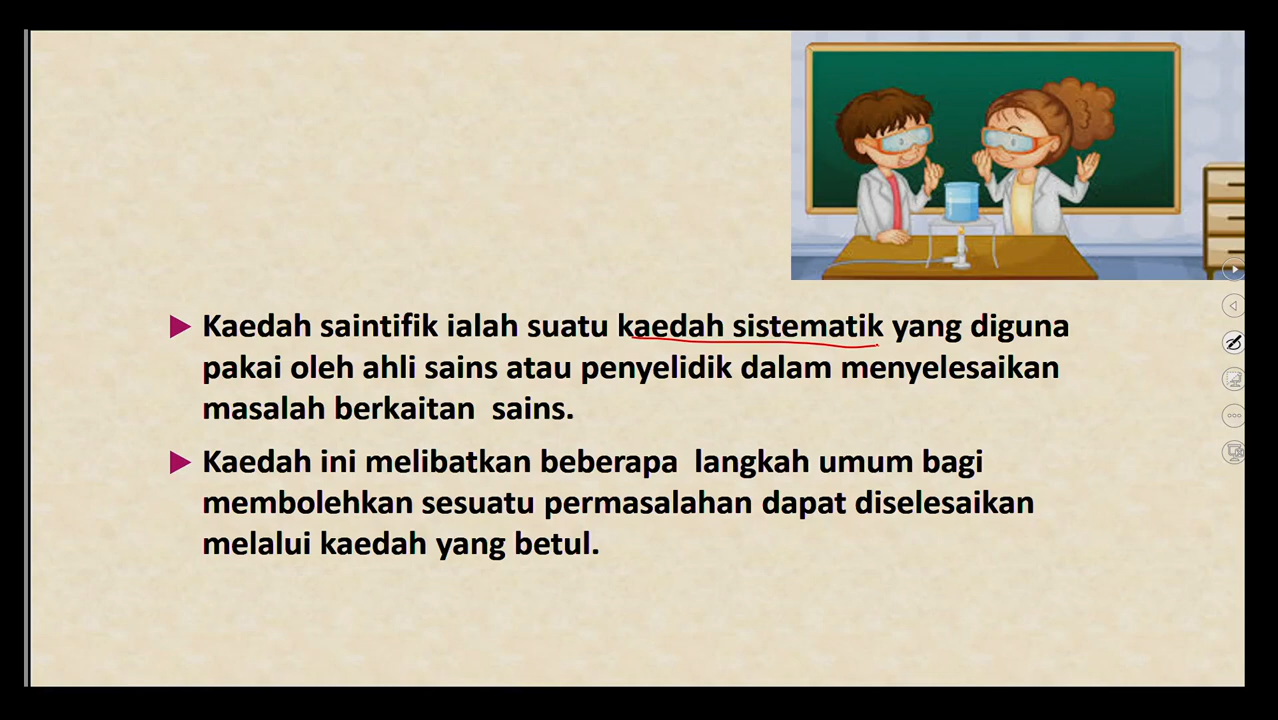 Kaedah saintifik ialah suatu kaedah sistematik yang diguna
pakai oleh ahli sains atau penyelidik dalam menyelesaikan
masalah berkaitan sains.
Kaedah ini melibatkan beberapa langkah umum bagi
membolehkan sesuatu permasalahan dapat diselesaikan
melalui kaedah yang betul.